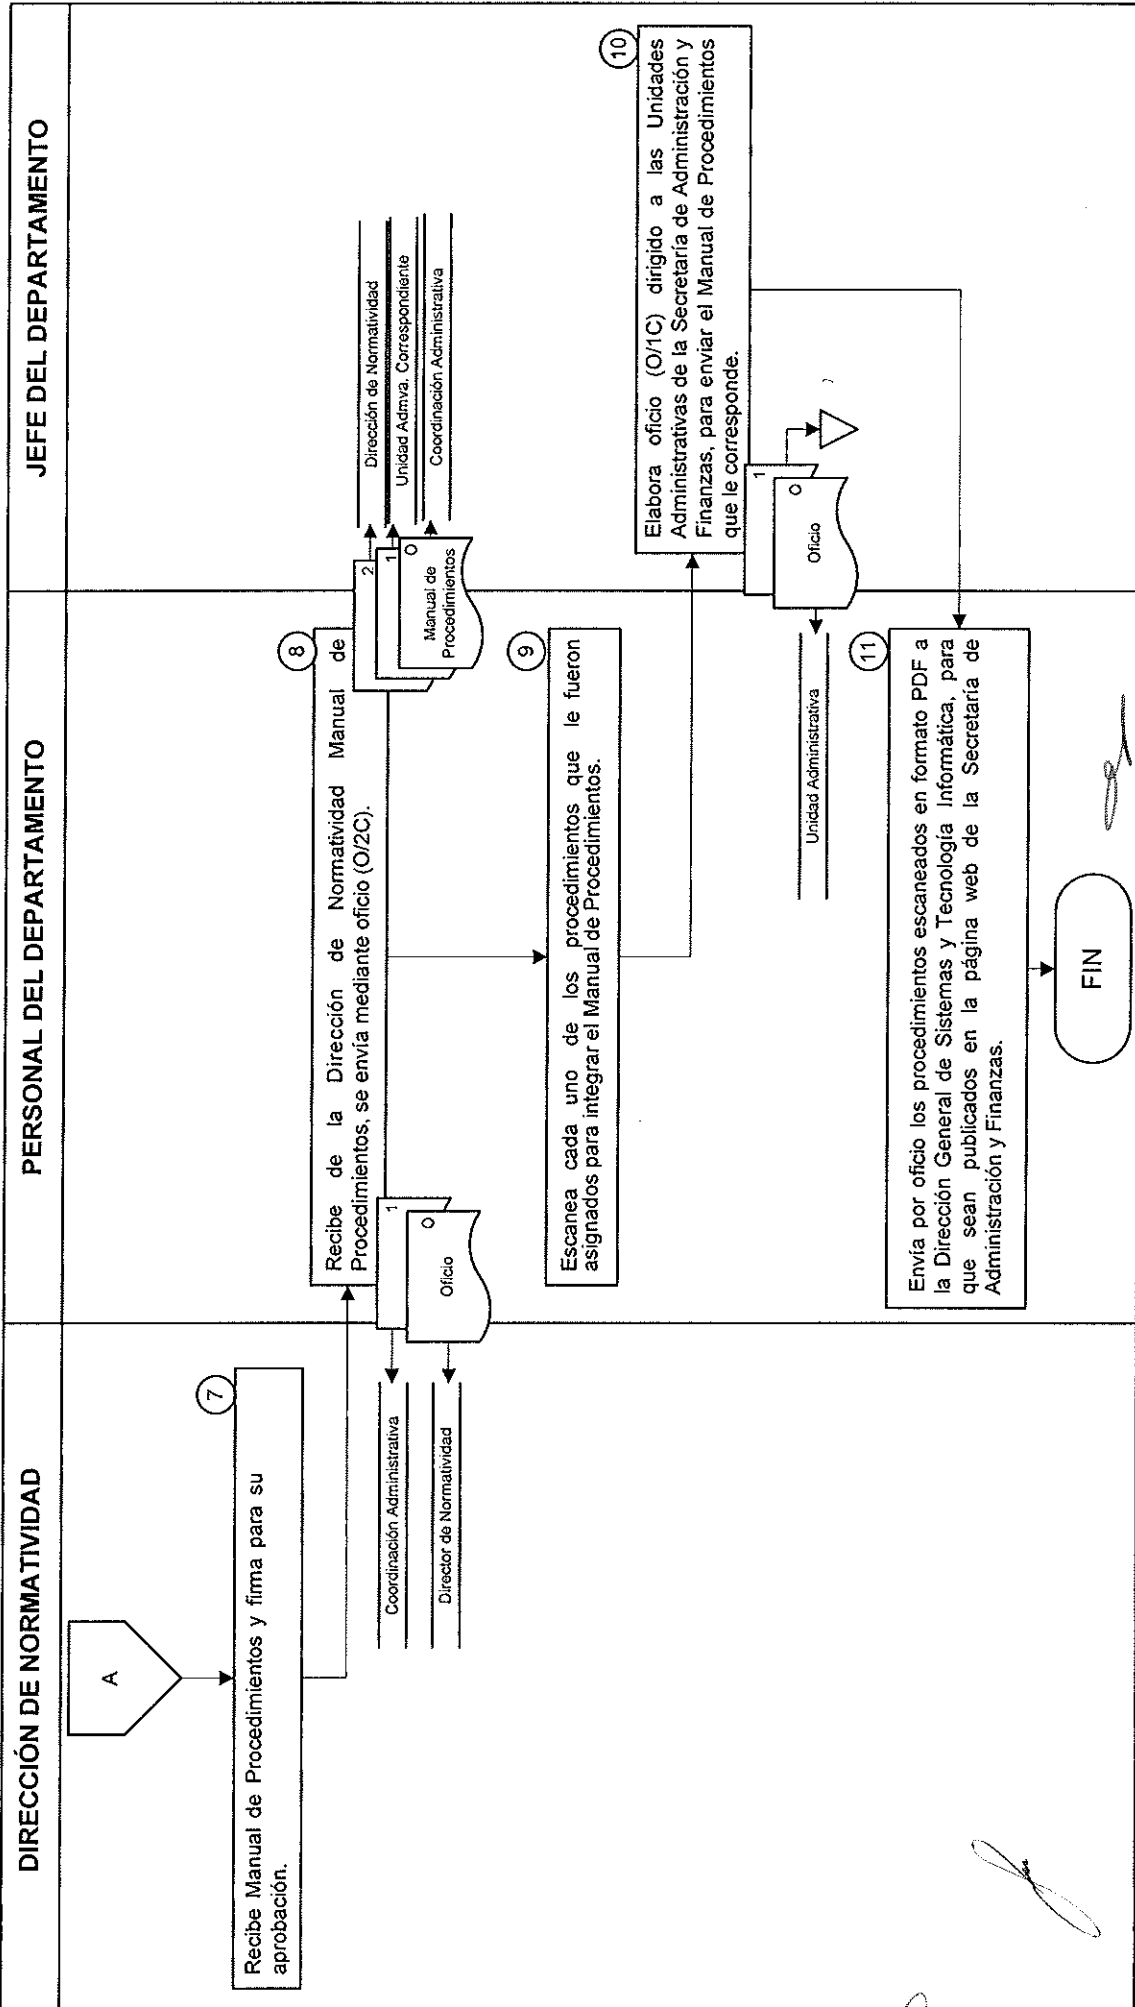 DIRECCIÓN DE NORMATIVIDAD
PERSONAL DEL DEPARTAMENTO
JEFE DEL DEPARTAMENTO
A
7
Recibe Manual de Procedimientos y firma para su
aprobación.
8
Recibe de la Dirección de Normatividad Manual de
Procedimientos, se envía mediante oficio (O/2C).
1
O
Oficio
Coordinación Administrativa
Director de Normatividad
2
1
O
Manual de
Procedimientos
Dirección de Normatividad
Unidad Admva. Correspondiente
Coordinación Administrativa
9
Escanea cada uno de los procedimientos que le fueron
asignados para integrar el Manual de Procedimientos.
10
Elabora oficio (O/1C) dirigido a las Unidades
Administrativas de la Secretaría de Administración y
Finanzas, para enviar el Manual de Procedimientos
que le corresponde.
1
O
Oficio
Unidad Administrativa
11
Envía por oficio los procedimientos escaneados en formato PDF a
la Dirección General de Sistemas y Tecnología Informática, para
que sean publicados en la página web de la Secretaría de
Administración y Finanzas.
FIN